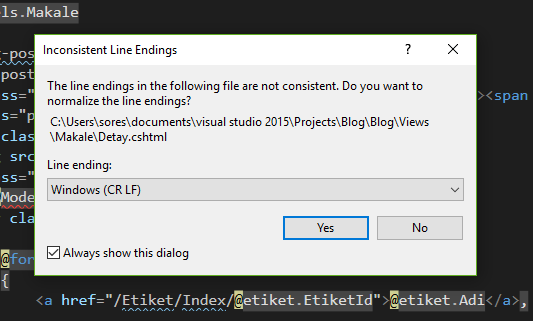 els.Makale
Inconsistent Line Endings
-pos
post
The line endings in the following file are not consistent. Do you want to
ss="
><span
normalize the line endings?
s="p
C:\Users\sores\documents\visual studio 2015\Projects\Blog\Blog\Views
class
\Makale\Detay.cshtml
src
Line ending:
ss="
Windows (CR LF)
Mode
clas
Yes
No
Always show this dialog
@for
{
<a href="/Etiket/Index/@etiket.EtiketId">@etiket.Adi</a>,